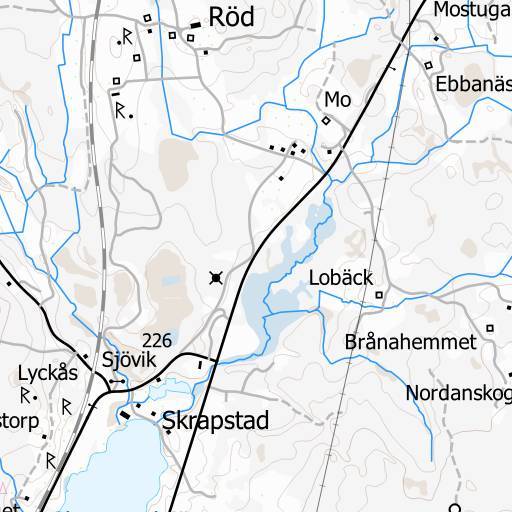 Mostuga
Röd
Ebbanäs
Mo
Lobäck
226
Brånahemmet
Sjövik
Lyckås
Nordanskog
R
R
R
R
R
storp
Skrapstad